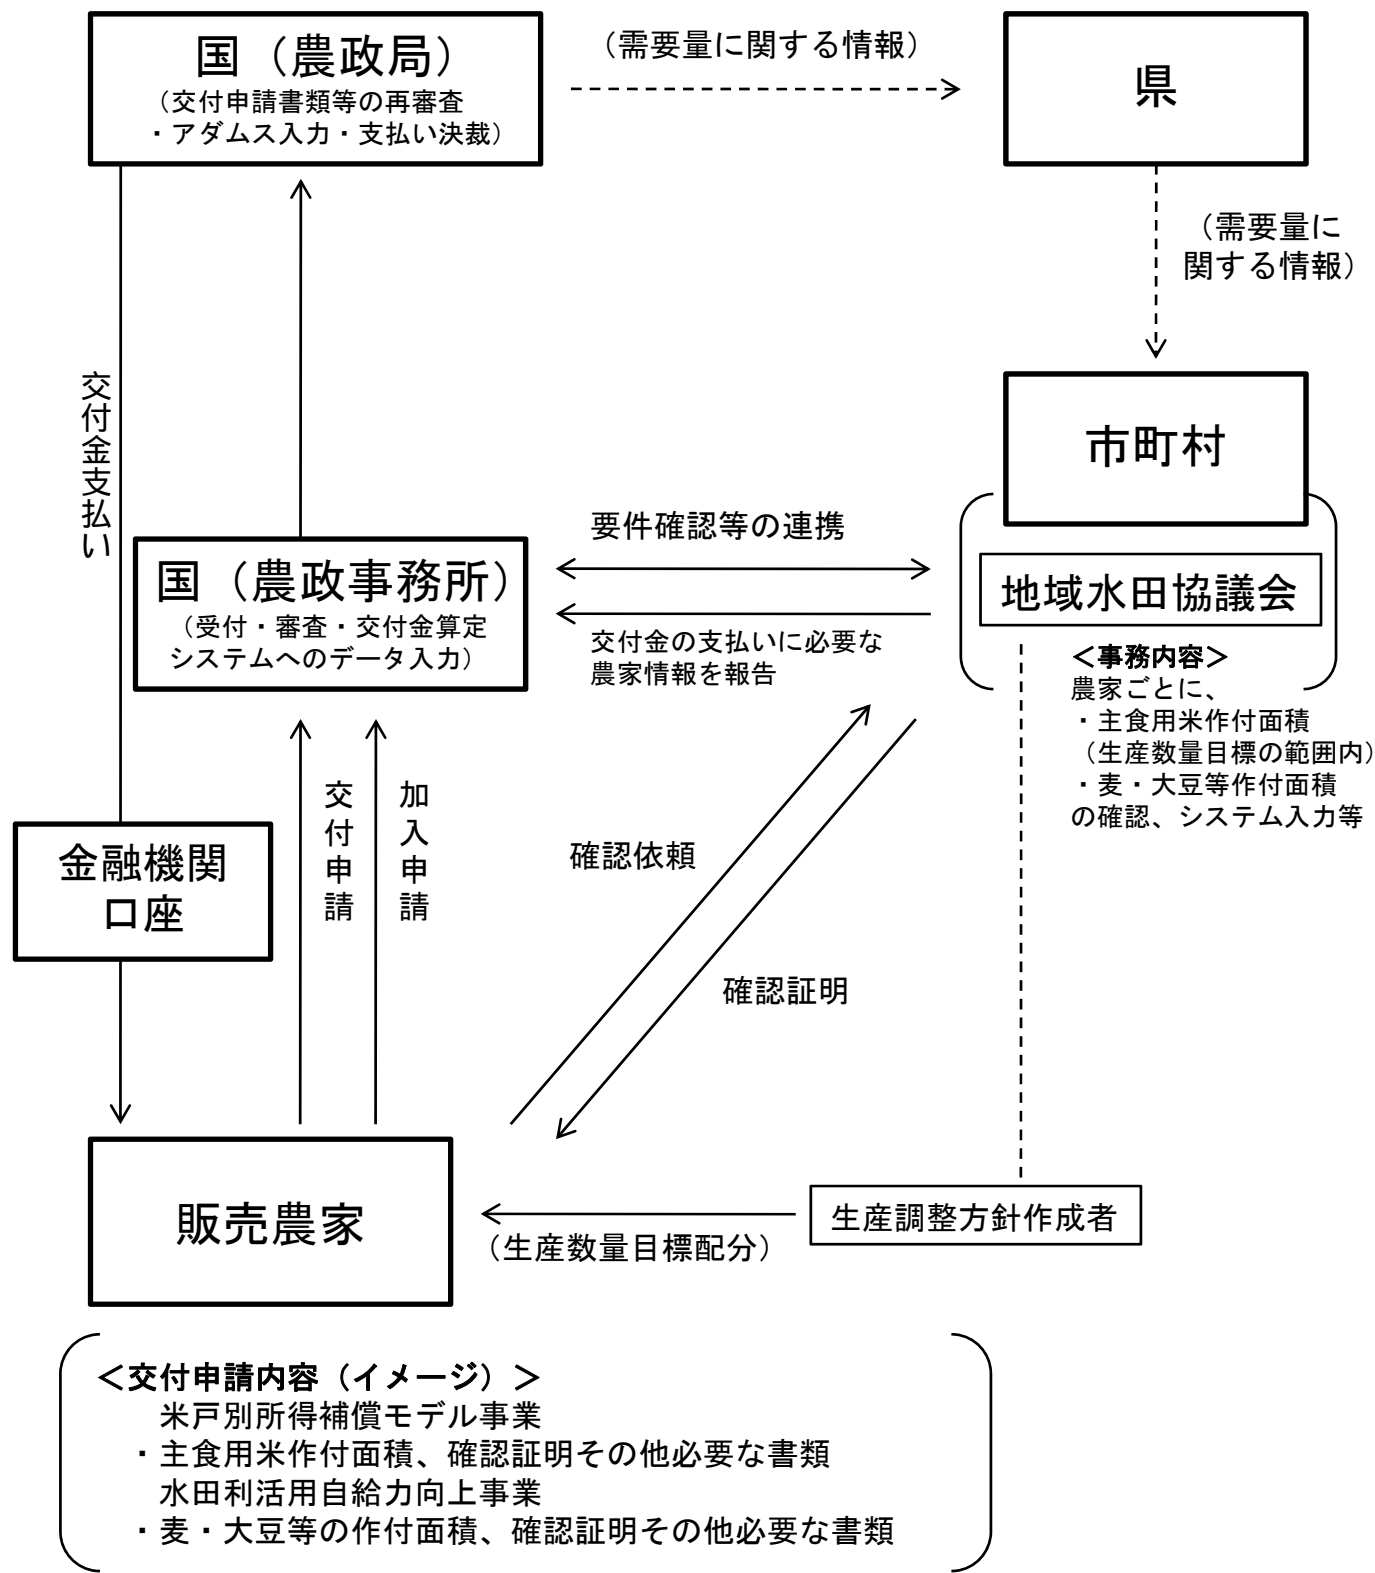 国（農政局）
（交付申請書類等の再審査
・アダムス入力・支払い決裁）
（需要量に関する情報）
県
（需要量に
関する情報）
市町村
交付金支払い
要件確認等の連携
国（農政事務所）
（受付・審査・交付金算定
システムへのデータ入力）
地域水田協議会
交付金の支払いに必要な
農家情報を報告
＜事務内容＞
農家ごとに、
・主食用米作付面積
（生産数量目標の範囲内）
・麦・大豆等作付面積
の確認、システム入力等
交付申請
加入申請
金融機関
口座
確認依頼
確認証明
販売農家
（生産数量目標配分）
生産調整方針作成者
＜交付申請内容（イメージ）＞
米戸別所得補償モデル事業
・主食用米作付面積、確認証明その他必要な書類
水田利活用自給力向上事業
・麦・大豆等の作付面積、確認証明その他必要な書類